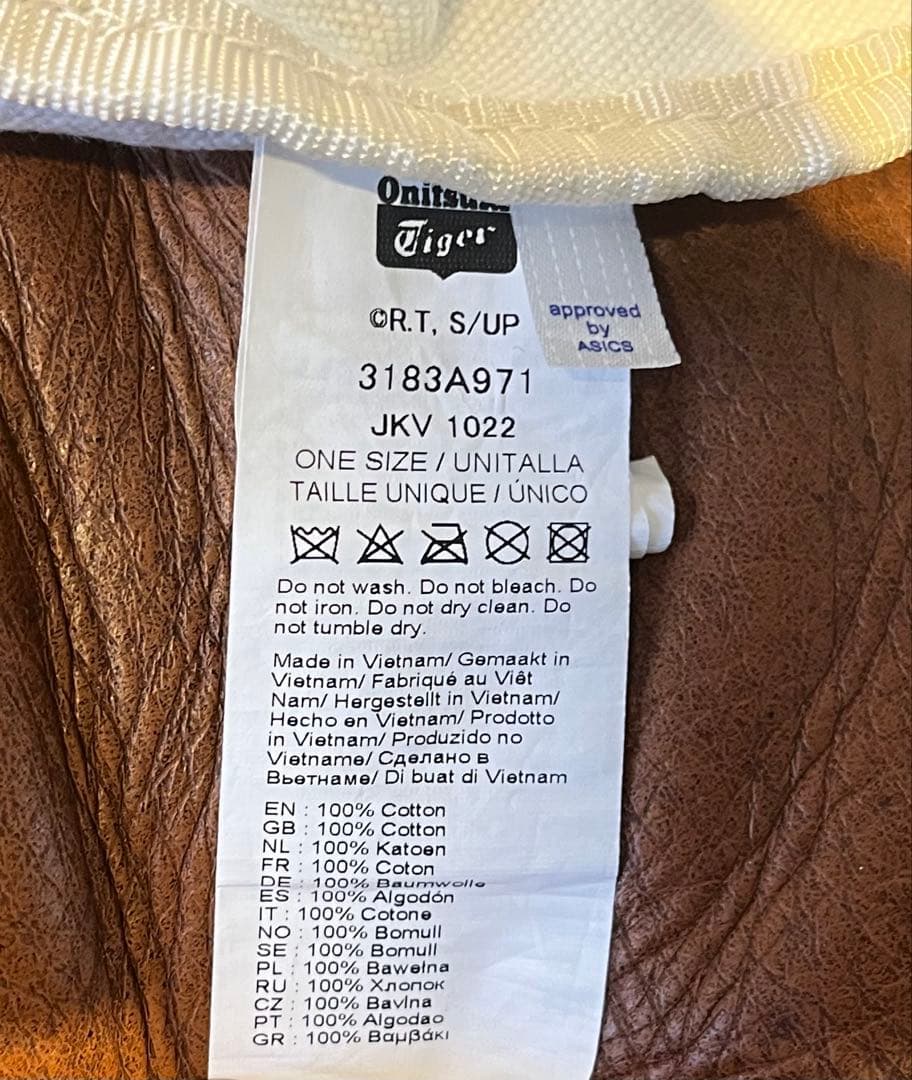 Tiger
©R.T, S/UP
approved
by
ASICS
3183A971
JKV 1022
ONE SIZE / UNITALLA
TAILLE UNIQUE / ÚNICO
Do not wash. Do not bleach. Do
not iron. Do not dry clean. Do
not tumble dry.
Made in Vietnam/ Gemaakt in
Vietnam/ Fabriqué au Viêt
Nam/ Hergestellt in Vietnam/
Hecho en Vietnam/ Prodotto
in Vietnam/ Produzido no
Vietname/ Сделано в
Вьетнаме/ Di buat di Vietnam
EN : 100% Cotton
GB : 100% Cotton
NL : 100% Katoen
FR : 100% Coton
DE : 100% Baumwolle
ES : 100% Algodón
IT : 100% Cotone
NO : 100% Bomull
SE : 100% Bomull
PL : 100% Bawełna
RU : 100% Хлопок
CZ : 100% Bavlna
PT : 100% Algodao
GR : 100% Βαμβάκι